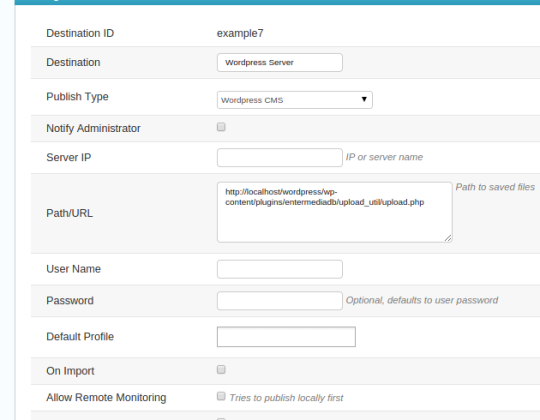 Destination ID example7
Destination Wordpress Server
Publish Type Wordpress CMS
Notify Administrator
Server IP IP or server name
Path/URL http://localhost/wordpress/wp-
content/plugins/entermediadb/upload_util/upload.php Path to saved files
User Name
Password Optional, defaults to user password
Default Profile
On Import
Allow Remote Monitoring Tries to publish locally first